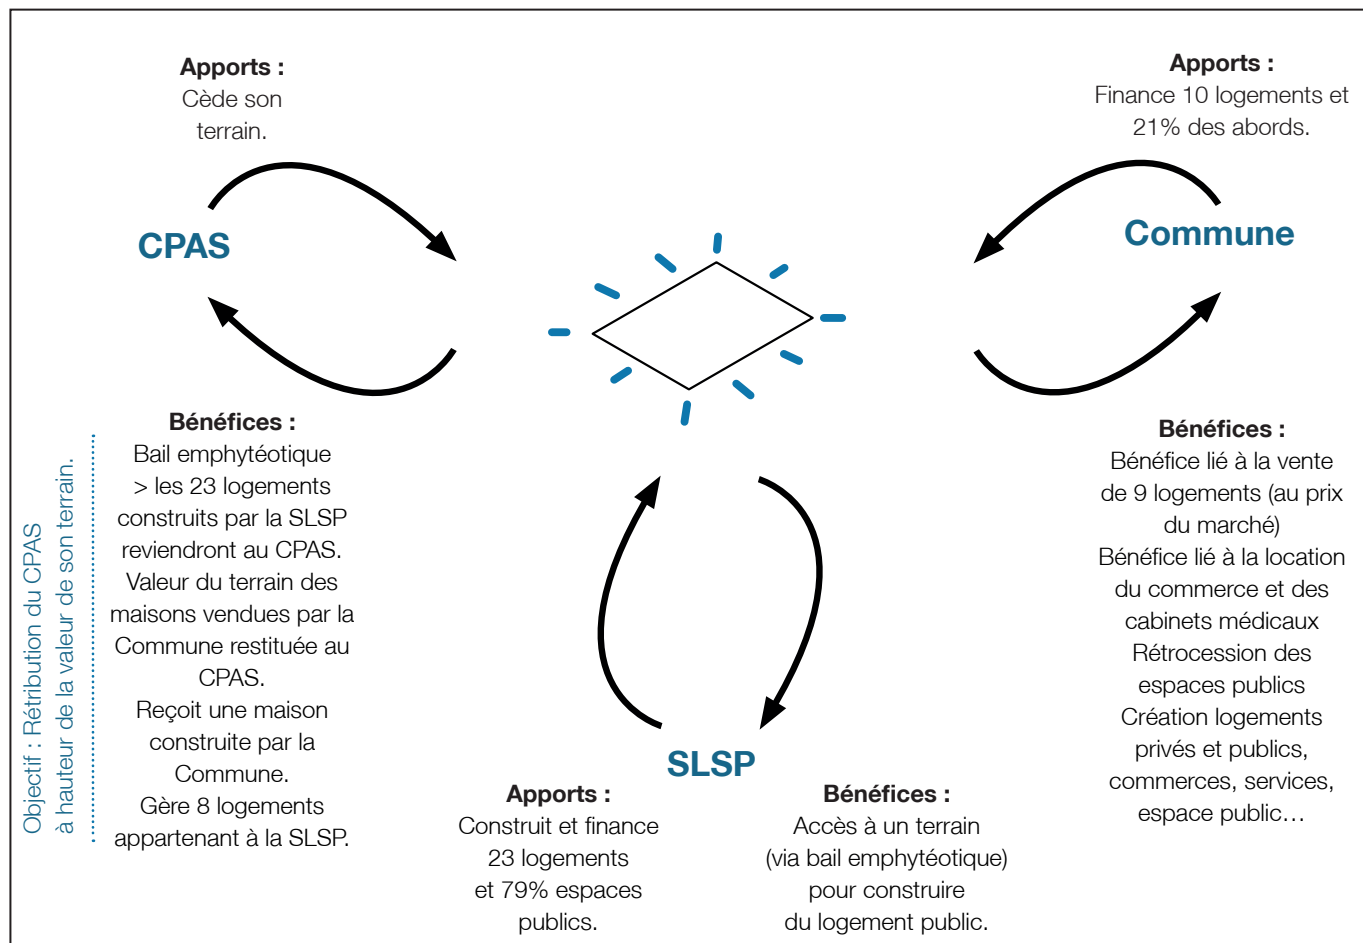 Apports :
Cède son
terrain.
CPAS
Bénéfices :
Bail emphytéotique
> les 23 logements
construits par la SLSP
reviendront au CPAS.
Valeur du terrain des
maisons vendues par la
Commune restituée au
CPAS.
Reçoit une maison
construite par la
Commune.
Gère 8 logements
appartenant à la SLSP.
Objectif : Rétribution du CPAS
à hauteur de la valeur de son terrain.
Apports :
Finance 10 logements et
21% des abords.
Commune
Bénéfices :
Bénéfice lié à la vente
de 9 logements (au prix
du marché)
Bénéfice lié à la location
du commerce et des
cabinets médicaux
Rétrocession des
espaces publics
Création logements
privés et publics,
commerces, services,
espace public…
SLSP
Apports :
Construit et finance
23 logements
et 79% espaces
publics.
Bénéfices :
Accès à un terrain
(via bail emphytéotique)
pour construire
du logement public.